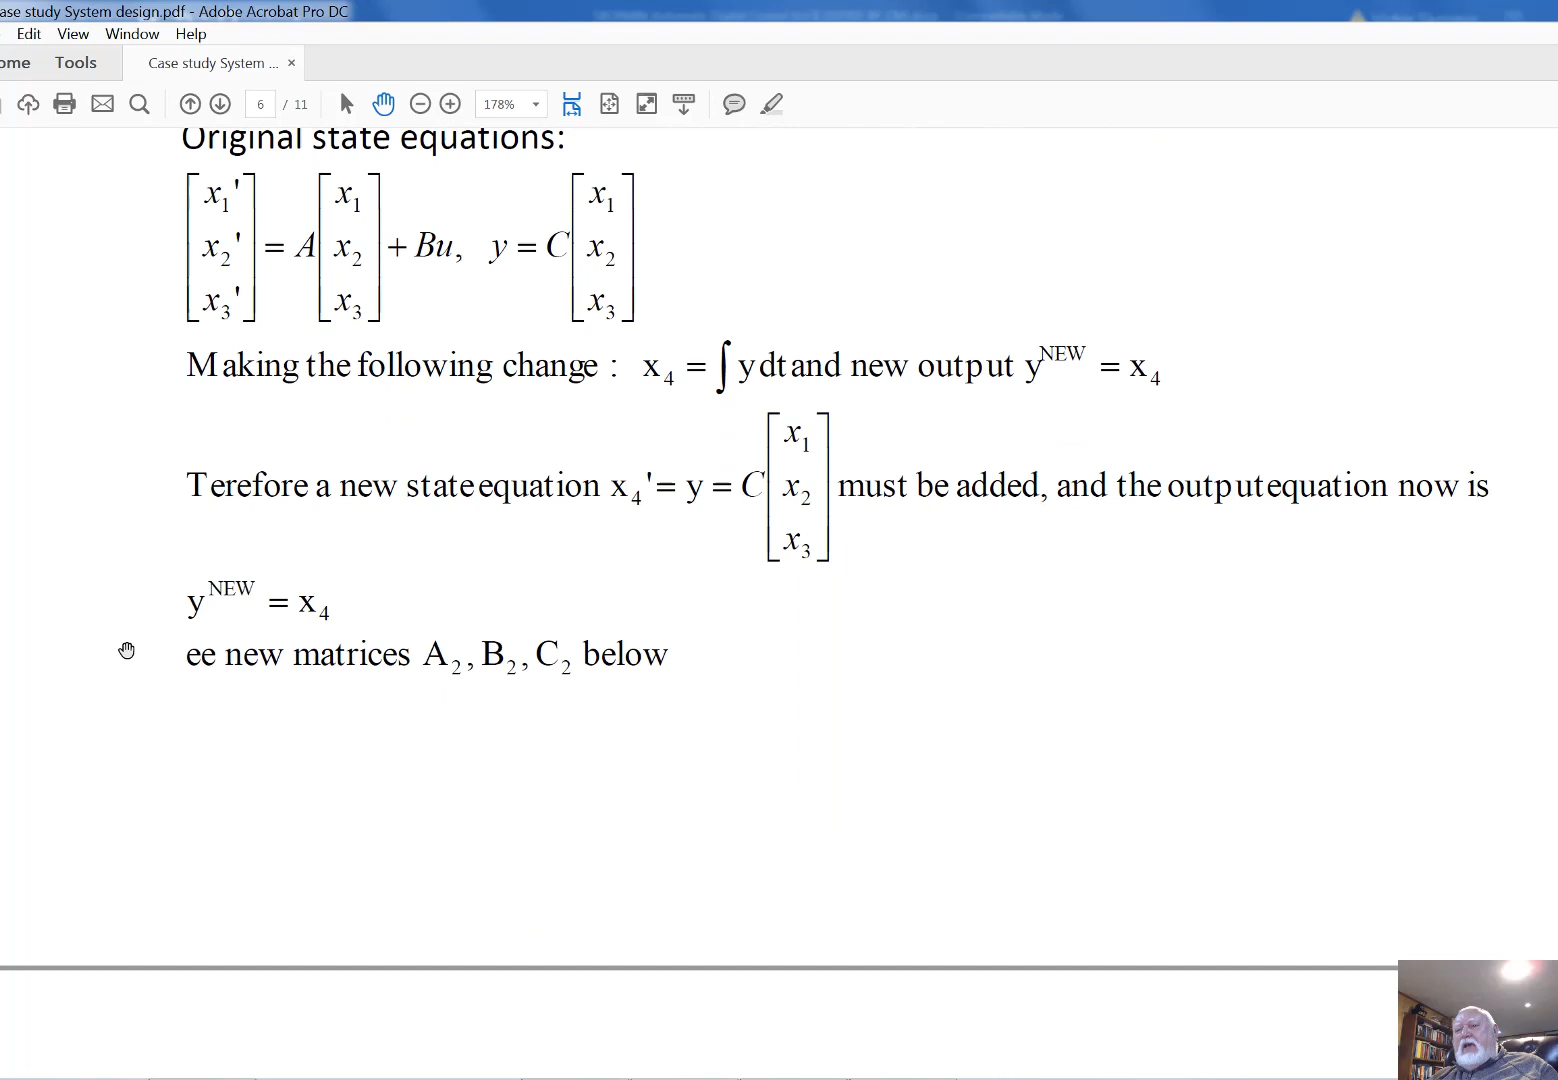 ase study System design.pdf - Adobe Acrobat Pro DC
Edit View Window Help
ome Tools Case study System ... ×
6 / 11 178%
Original state equations:
[x₁' x₂' x₃'] = A [x₁ x₂ x₃] + Bu, y = C [x₁ x₂ x₃]
Making the following change : x₄ = ∫ y dt and new output y^NEW = x₄
Terefore a new state equation x₄' = y = C [x₁ x₂ x₃] must be added, and the output equation now is
y^NEW = x₄
ee new matrices A₂, B₂, C₂ below